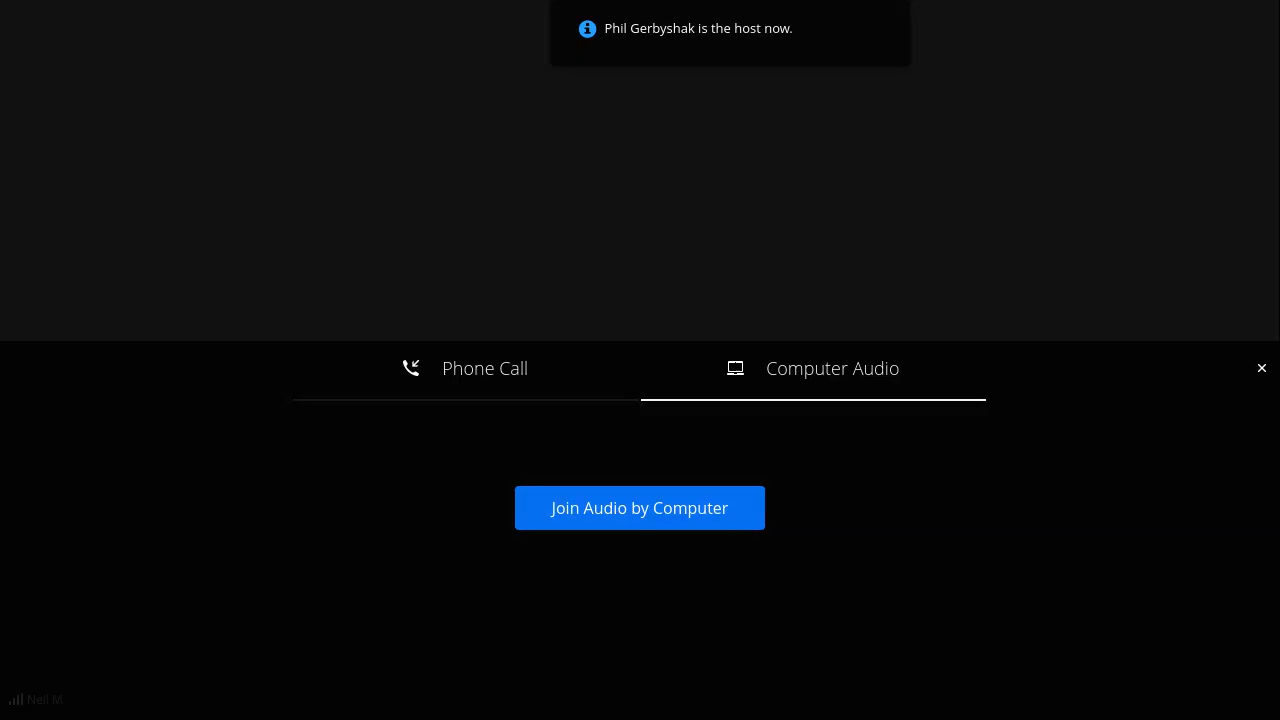 Phil Gerbyshak is the host now.
Phone Call
Computer Audio
Join Audio by Computer
Neil M